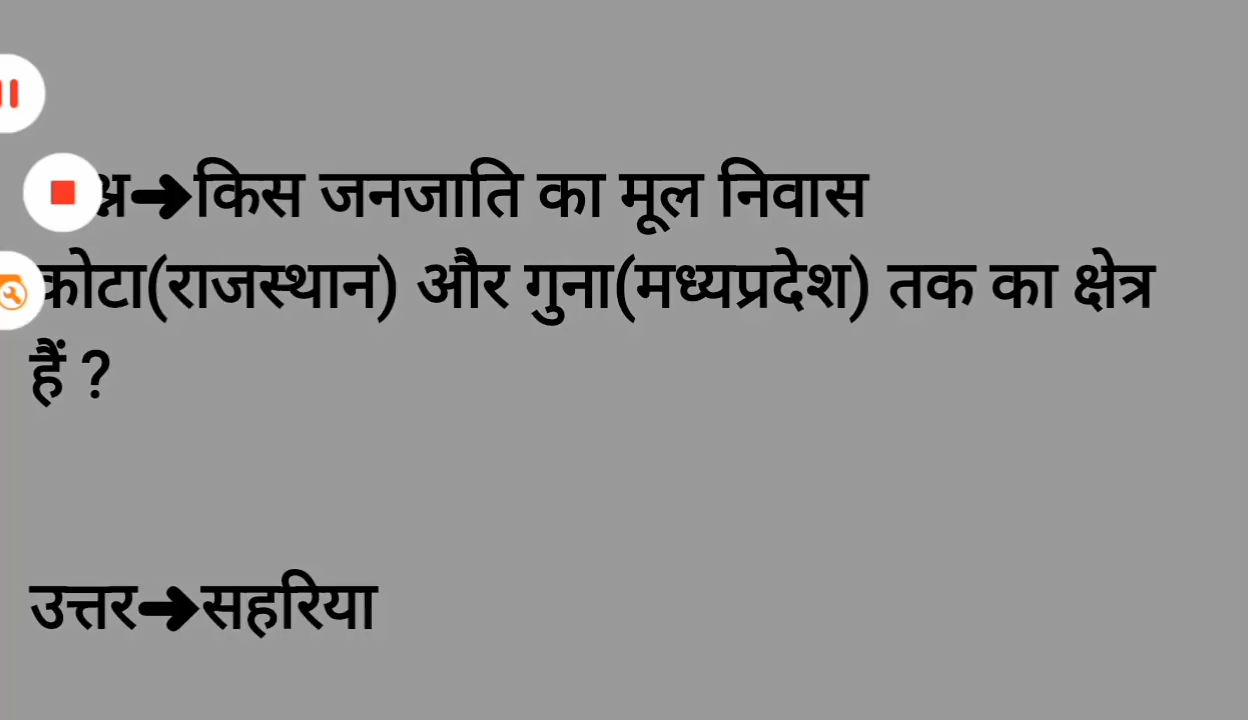 ➜किस जनजाति का मूल निवास
कोटा(राजस्थान) और गुना(मध्यप्रदेश) तक का क्षेत्र
हैं ?
उत्तर➜सहरिया